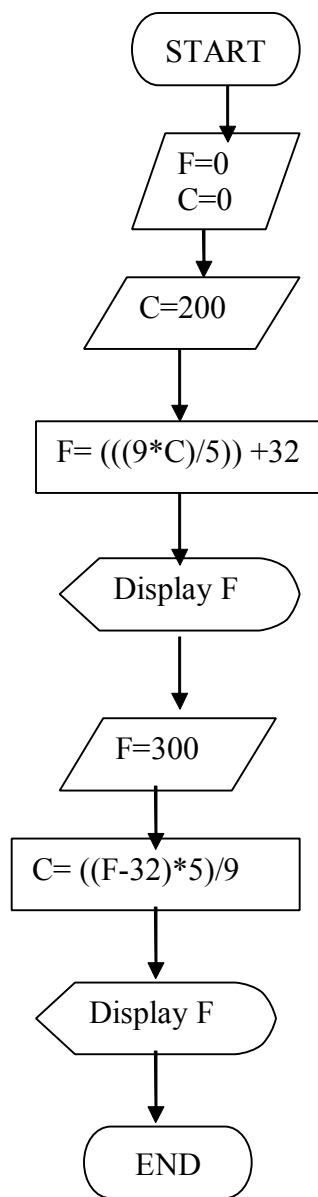 START
F=0
C=0
C=200
F= (((9*C)/5)) +32
Display F
F=300
C= ((F-32)*5)/9
Display F
END